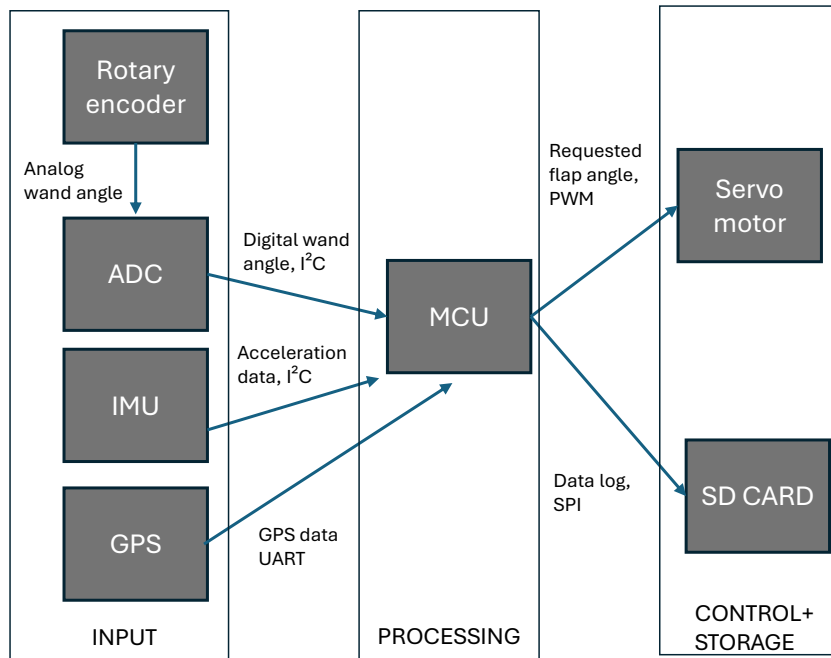 Rotary
encoder
Analog
wand angle
ADC
IMU
GPS
INPUT
Digital wand
angle, I²C
Acceleration
data, I²C
GPS data
UART
MCU
PROCESSING
Requested
flap angle,
PWM
Data log,
SPI
Servo
motor
SD CARD
CONTROL+
STORAGE